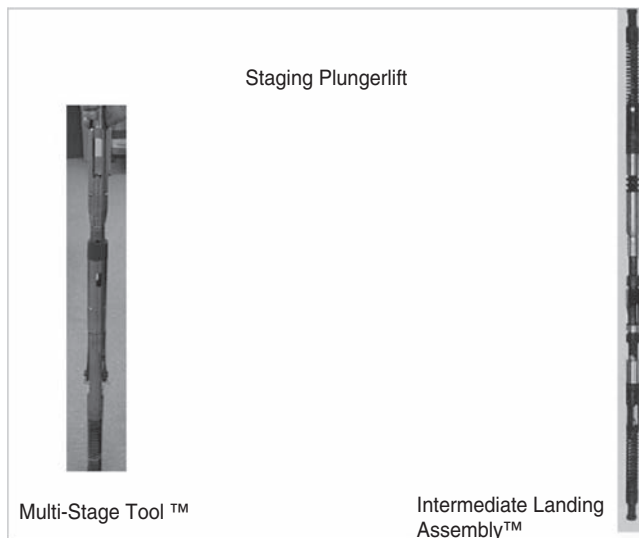 Staging Plungerlift
Multi-Stage Tool ™
Intermediate Landing
Assembly™